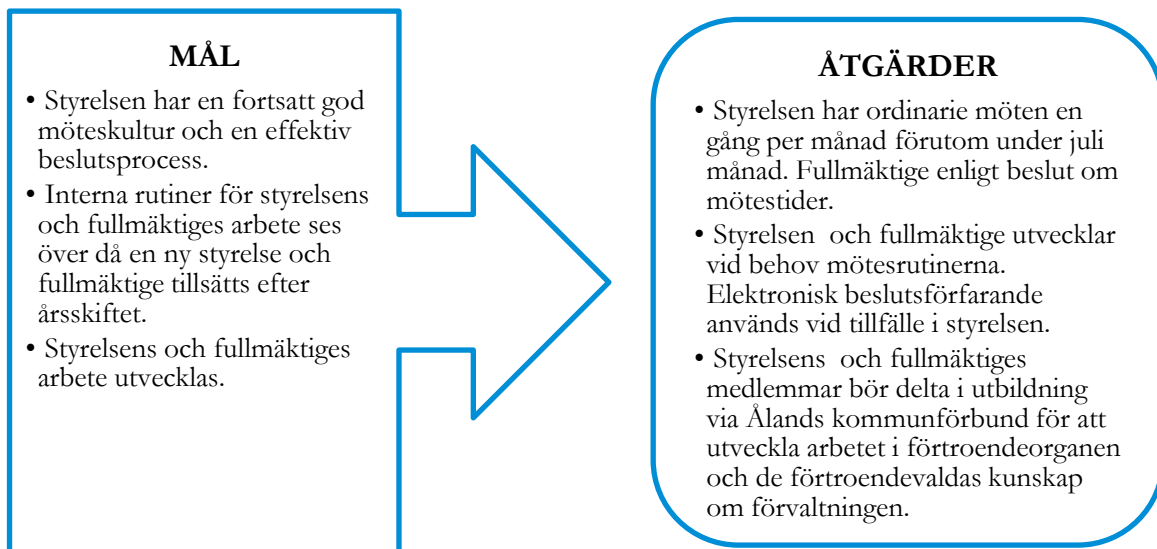 MÅL
• Styrelsen har en fortsatt god
möteskultur och en effektiv
beslutsprocess.
• Interna rutiner för styrelsens
och fullmäktiges arbete ses
över då en ny styrelse och
fullmäktige tillsätts efter
årsskiftet.
• Styrelsens och fullmäktiges
arbete utvecklas.
ÅTGÄRDER
• Styrelsen har ordinarie möten en
gång per månad förutom under juli
månad. Fullmäktige enligt beslut om
mötestider.
• Styrelsen  och fullmäktige utvecklar
vid behov mötesrutinerna.
Elektronisk beslutsförfarande
används vid tillfälle i styrelsen.
• Styrelsens  och fullmäktiges
medlemmar bör delta i utbildning
via Ålands kommunförbund för att
utveckla arbetet i förtroendeorganen
och de förtroendevaldas kunskap
om förvaltningen.